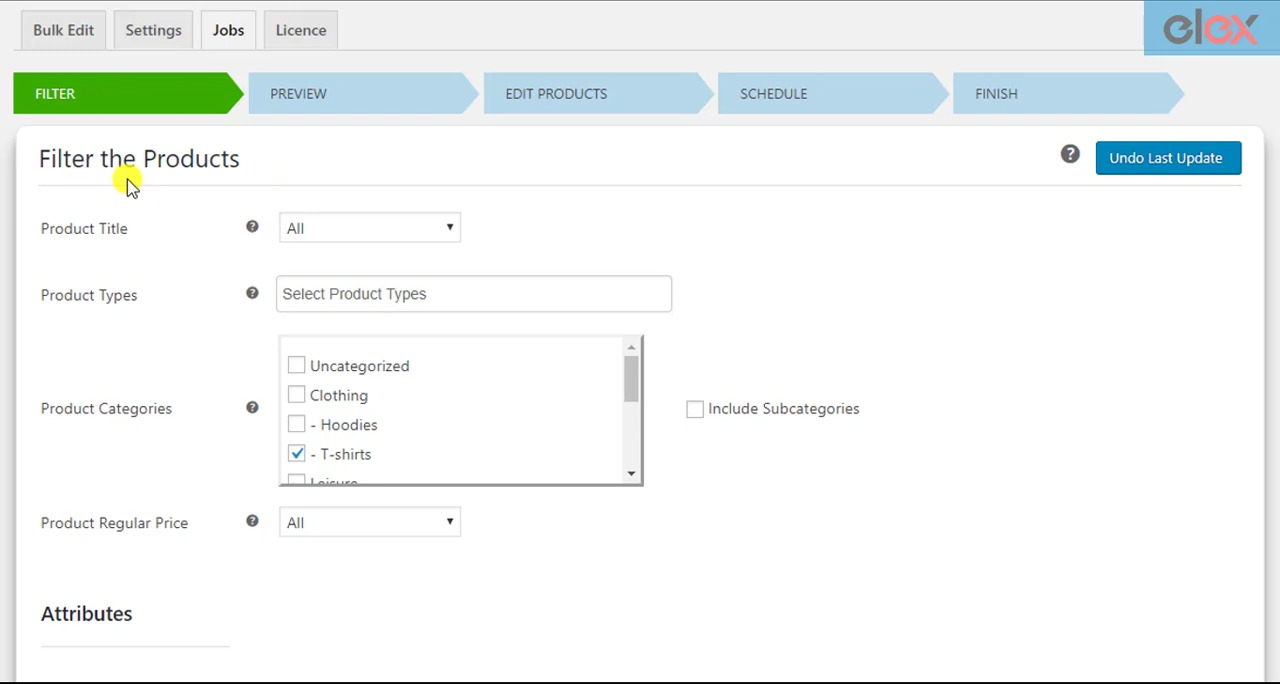 Bulk Edit Settings Jobs Licence
elex
FILTER PREVIEW EDIT PRODUCTS SCHEDULE FINISH
Filter the Products ? Undo Last Update
Product Title ? All
Product Types ? Select Product Types
Uncategorized
Clothing
Product Categories ? Include Subcategories
- Hoodies
- T-shirts
Leisure
Product Regular Price ? All
Attributes